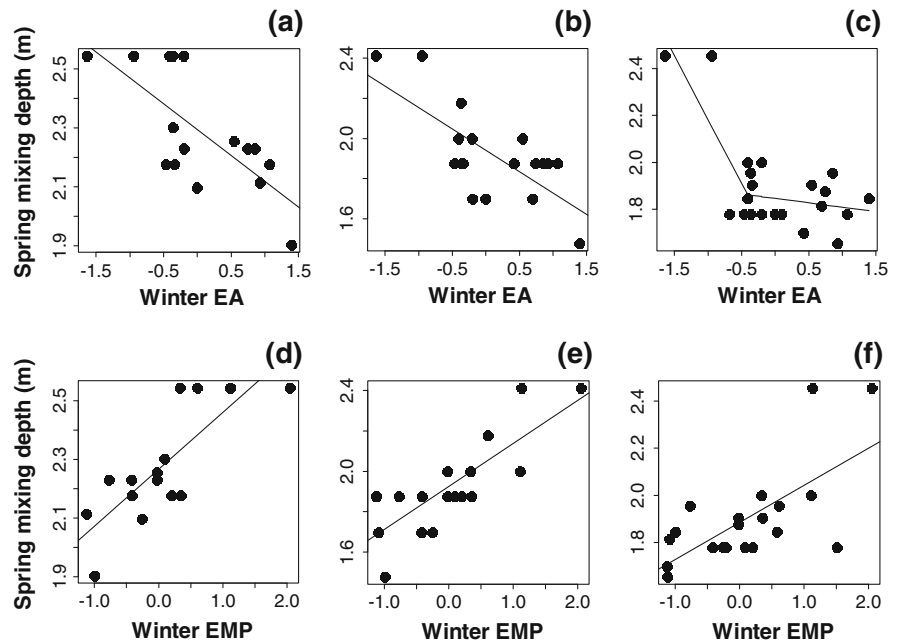 (a) (b) (c)
Spring mixing depth (m)
1.9 2.1 2.3 2.5
-1.5 -0.5 0.5 1.5
Winter EA
1.6 2.0 2.4
-1.5 -0.5 0.5 1.5
Winter EA
1.8 2.0 2.2 2.4
-1.5 -0.5 0.5 1.5
Winter EA
(d) (e) (f)
Spring mixing depth (m)
1.9 2.1 2.3 2.5
-1.0 0.0 1.0 2.0
Winter EMP
1.6 2.0 2.4
-1.0 0.0 1.0 2.0
Winter EMP
1.8 2.0 2.2 2.4
-1.0 0.0 1.0 2.0
Winter EMP